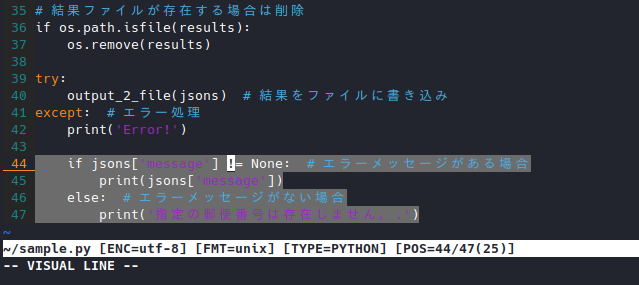 35 # 結果ファイルが存在する場合は削除
36 if os.path.isfile(results):
37     os.remove(results)
38
39 try:
40     output_2_file(jsons)  # 結果をファイルに書き込み
41 except:  # エラー処理
42     print('Error!')
43
44     if jsons['message'] != None:  # エラーメッセージがある場合
45         print(jsons['message'])
46     else:  # エラーメッセージがない場合
47         print('指定の郵便番号は存在しません。.')
~
~/sample.py [ENC=utf-8] [FMT=unix] [TYPE=PYTHON] [POS=44/47(25)]
-- VISUAL LINE --